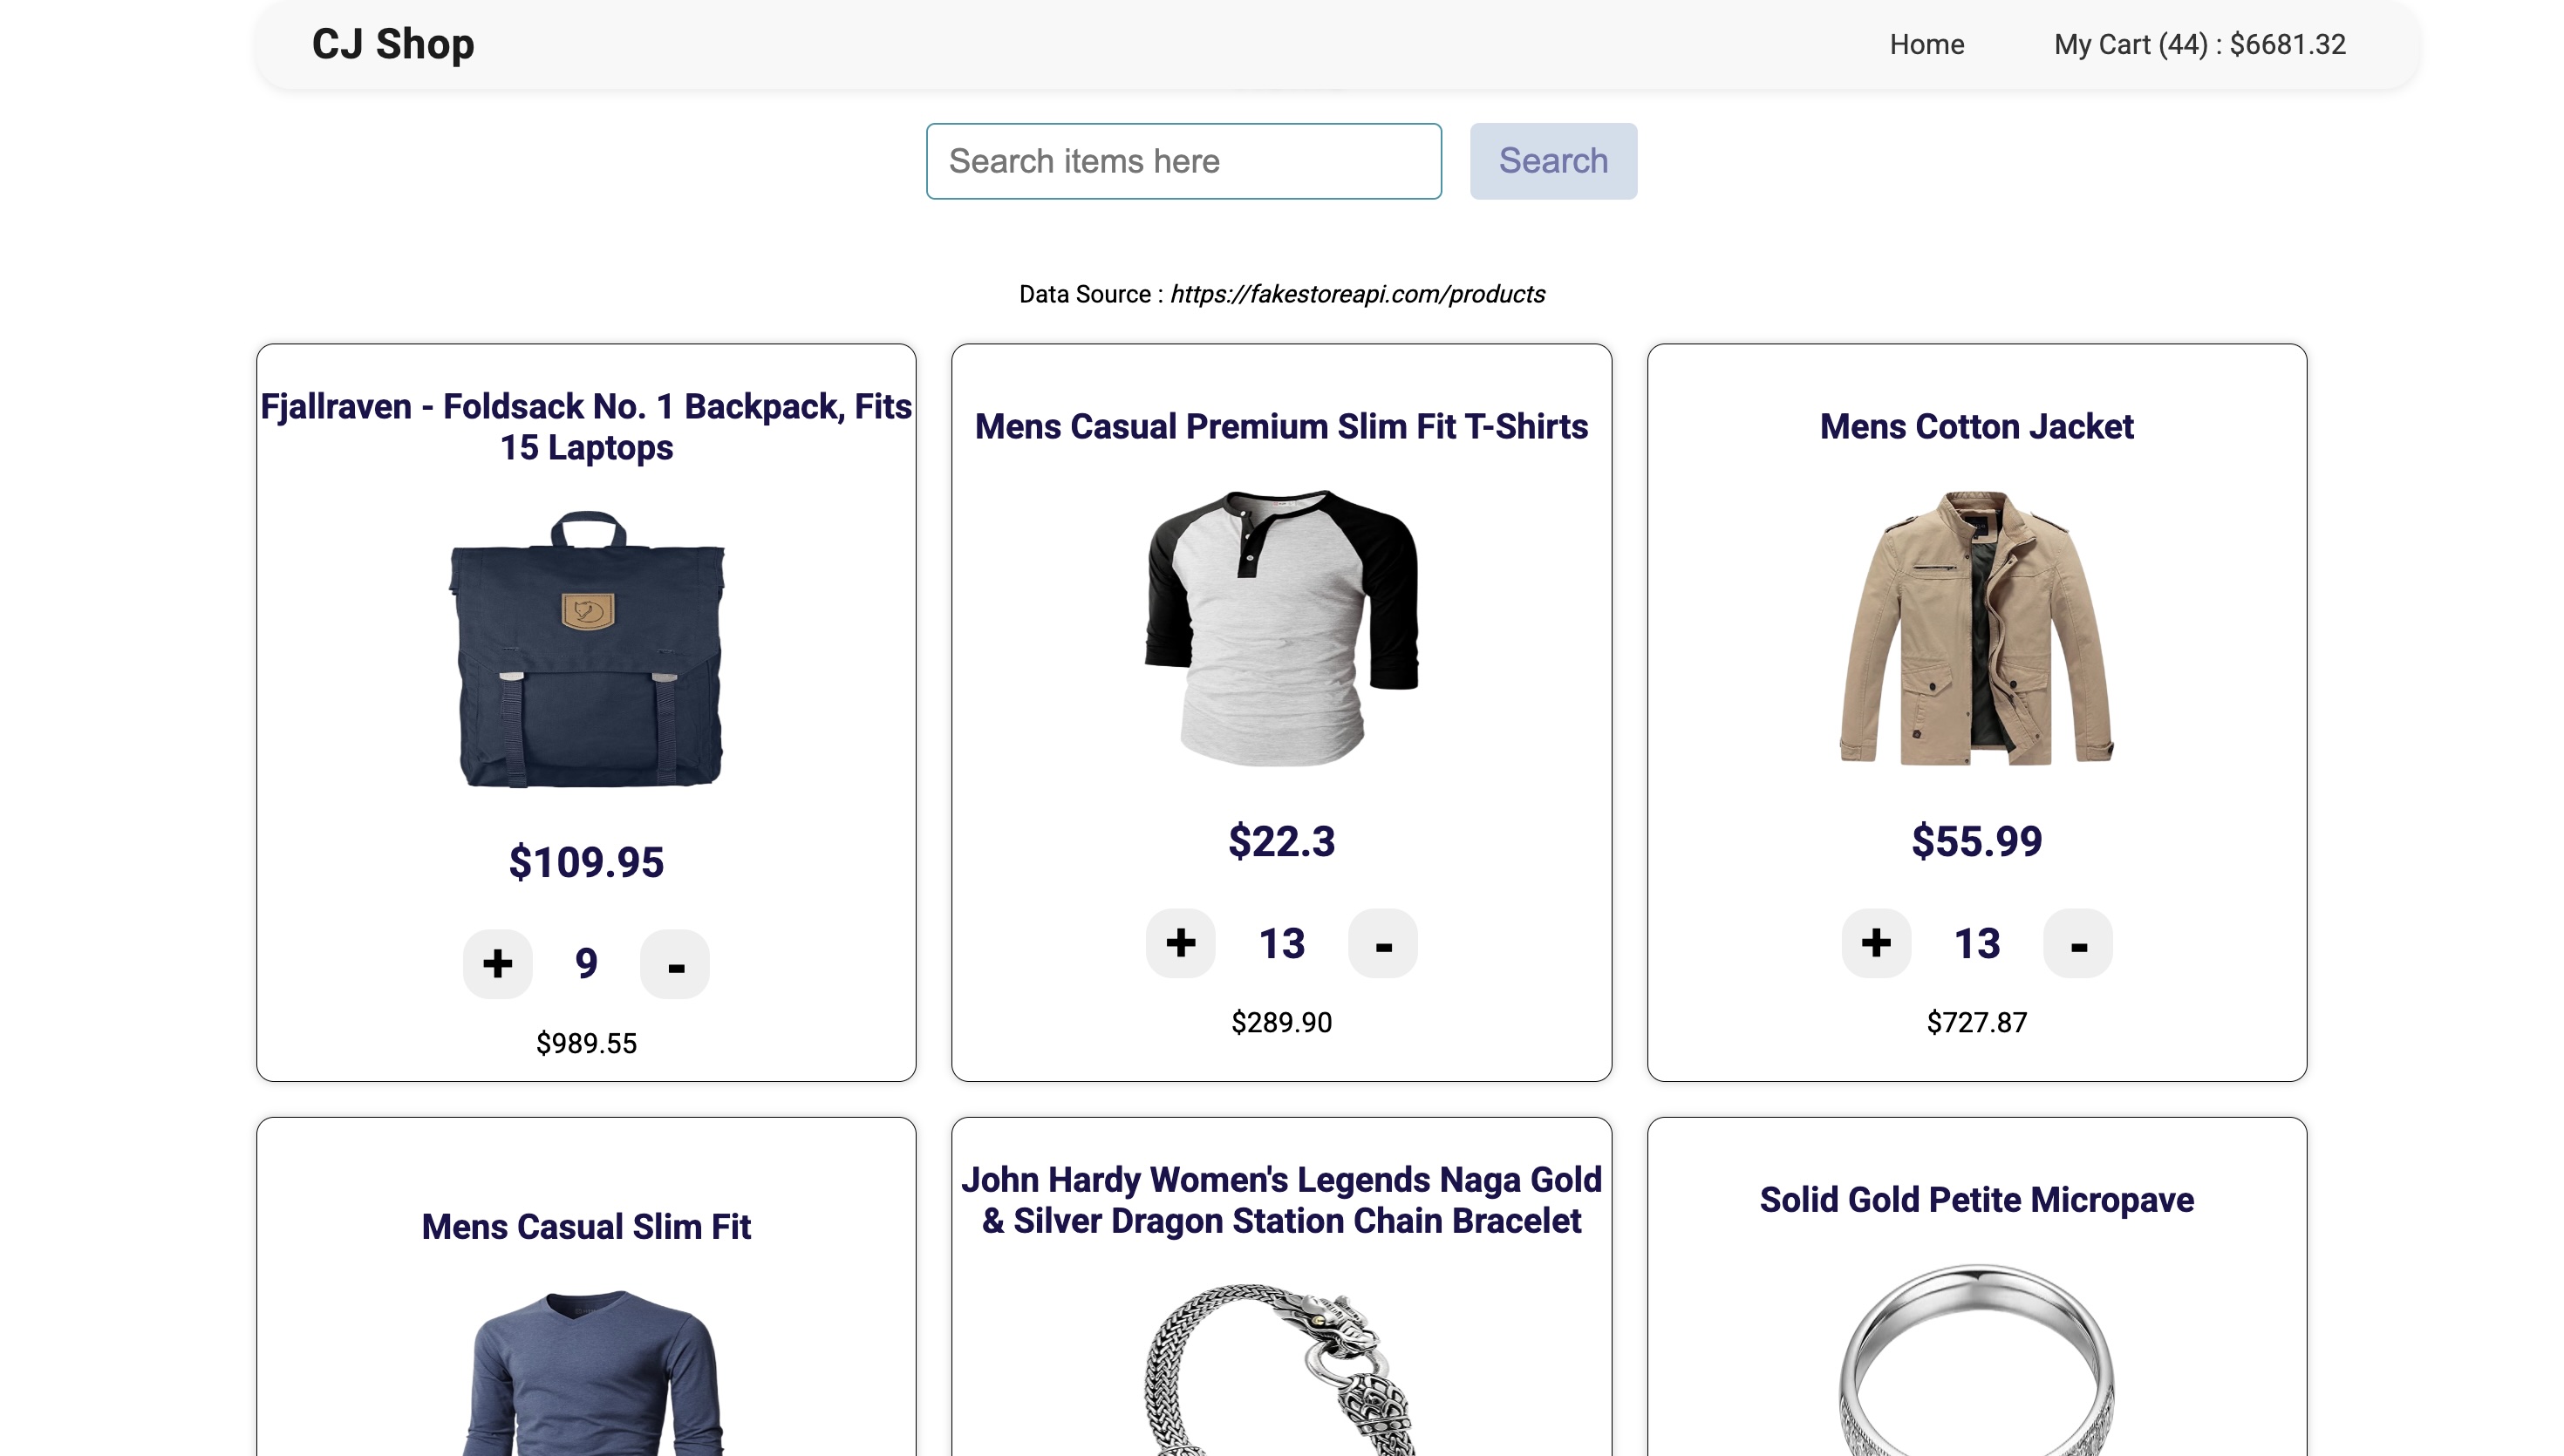 CJ Shop
Home
My Cart (44) : $6681.32
Search items here
Search
Data Source : https://fakestoreapi.com/products
Fjallraven - Foldsack No. 1 Backpack, Fits
15 Laptops
$109.95
+ 9 -
$989.55
Mens Casual Premium Slim Fit T-Shirts
$22.3
+ 13 -
$289.90
Mens Cotton Jacket
$55.99
+ 13 -
$727.87
Mens Casual Slim Fit
John Hardy Women's Legends Naga Gold
& Silver Dragon Station Chain Bracelet
Solid Gold Petite Micropave